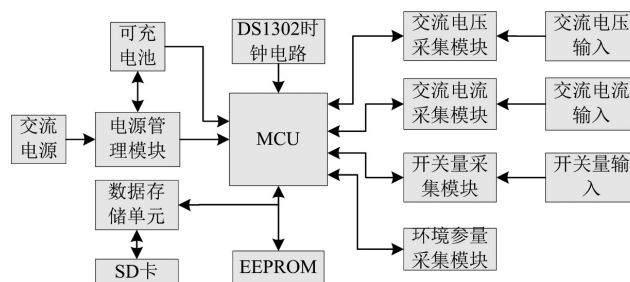 可充
电池
DS1302时
钟电路
交流电压
采集模块
交流电压
输入
交流
电源
电源管
理模块
MCU
交流电流
采集模块
交流电流
输入
开关量采
集模块
开关量输
入
数据存
储单元
SD卡
EEPROM
环境参量
采集模块